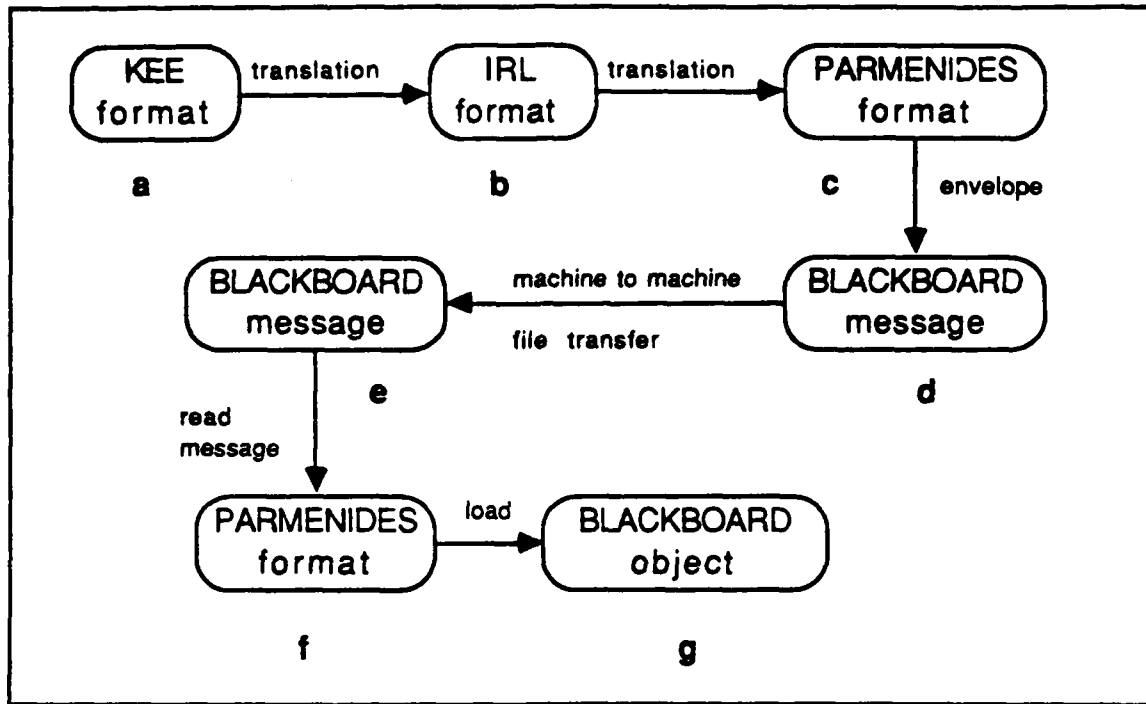 KEE
format
translation
IRL
format
translation
PARMENIDES
format
a
b
c
envelope
BLACKBOARD
message
machine to machine
file transfer
BLACKBOARD
message
d
e
read
message
PARMENIDES
format
load
BLACKBOARD
object
f
g